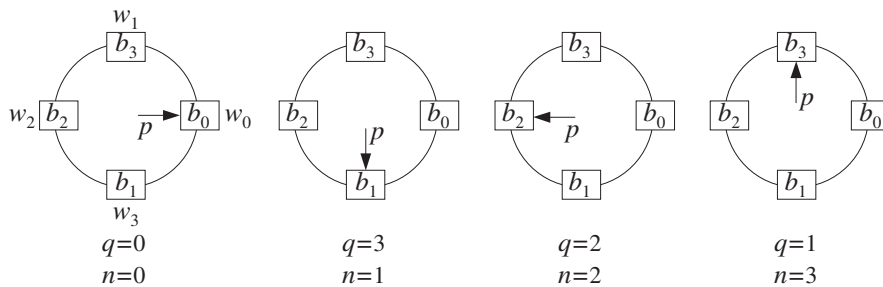 w₁
b₃ b₃ b₃ b₃
w₂ b₂ p b₀ w₀ b₂ p b₀ b₂ p b₀ b₂ p b₀
b₁ b₁ b₁ b₁
w₃
q=0 q=3 q=2 q=1
n=0 n=1 n=2 n=3